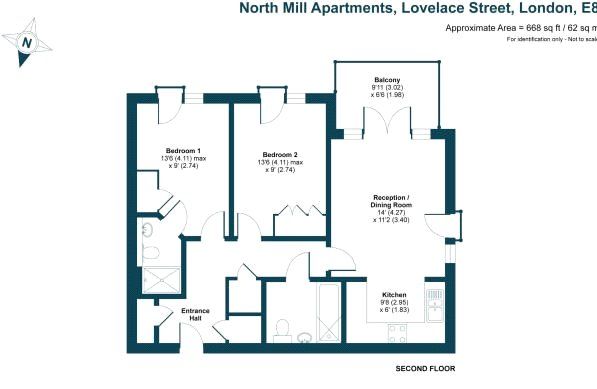 North Mill Apartments, Lovelace Street, London, E8
Approximate Area = 668 sq ft / 62 sq m
For identification only - Not to scale
N
Balcony
9'11 (3.02)
x 6'6 (1.98)
Bedroom 1
13'6 (4.11) max
x 9' (2.74)
Bedroom 2
13'6 (4.11) max
x 9' (2.74)
Reception /
Dining Room
14' (4.27)
x 11'2 (3.40)
Kitchen
9'8 (2.95)
x 6' (1.83)
Entrance
Hall
SECOND FLOOR